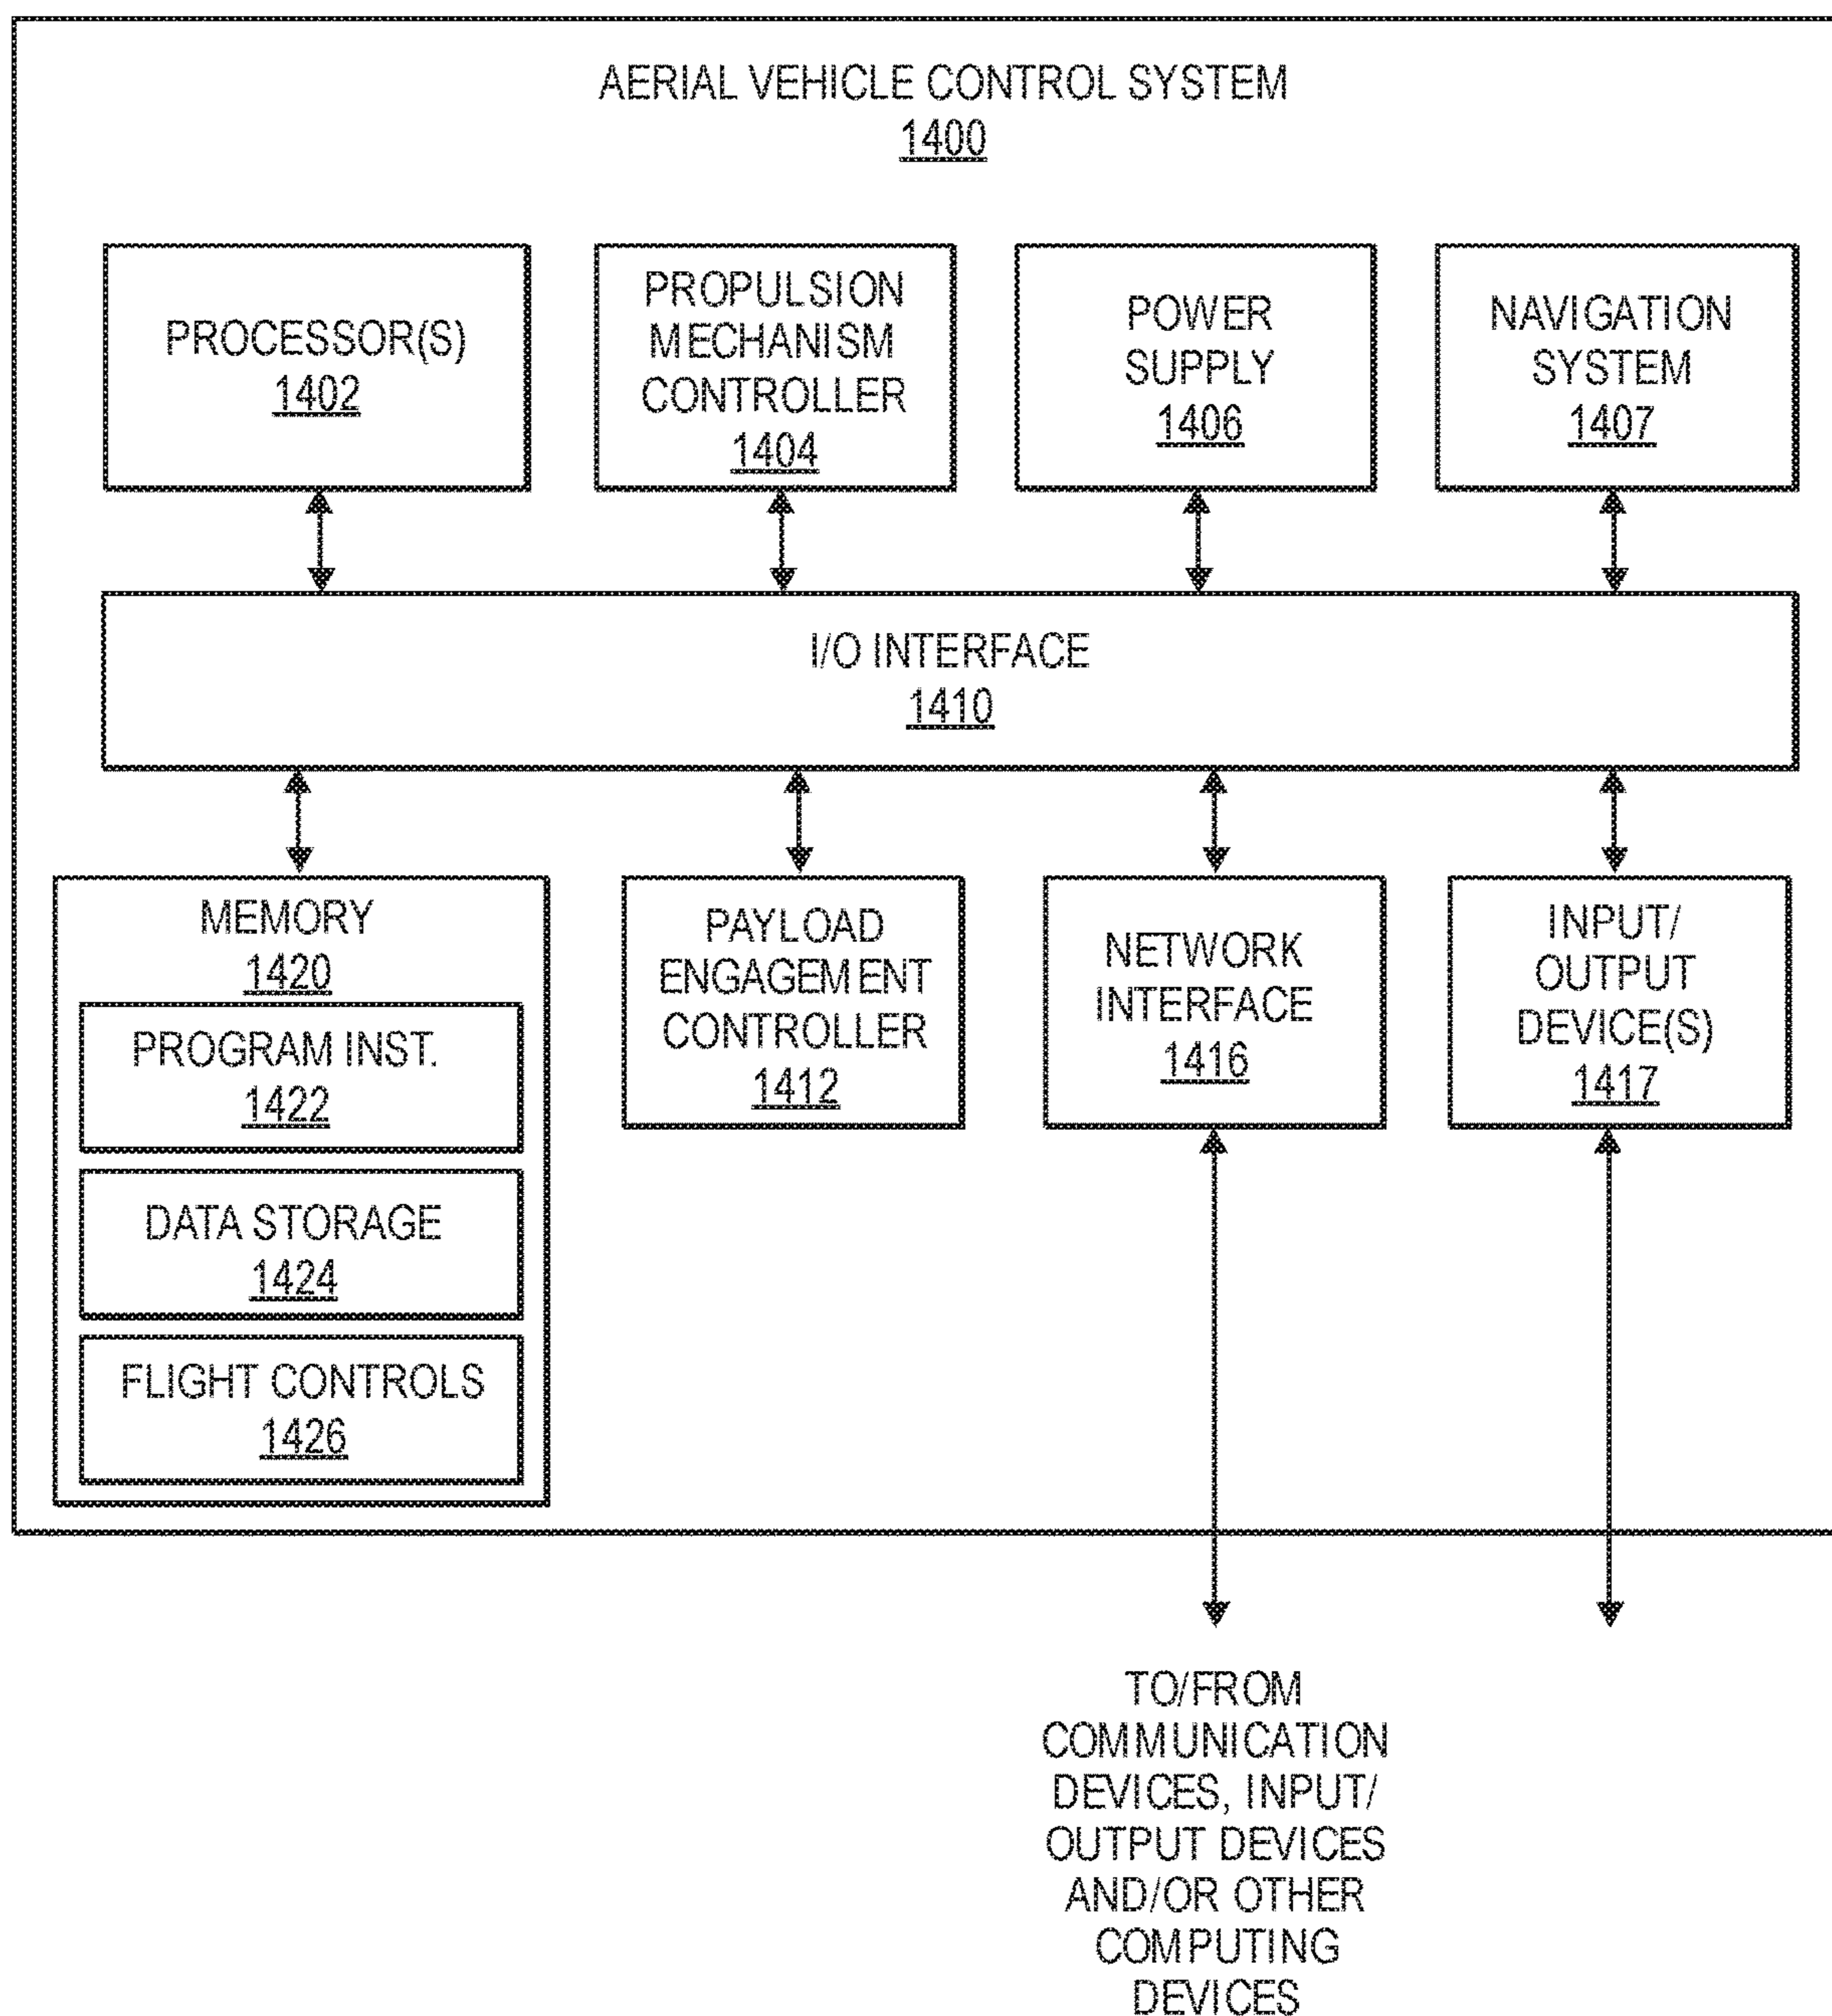 AERIAL VEHICLE CONTROL SYSTEM
1400
PROCESSOR(S)
1402
PROPULSION
MECHANISM
CONTROLLER
1404
POWER
SUPPLY
1406
NAVIGATION
SYSTEM
1407
I/O INTERFACE
1410
MEMORY
1420
PROGRAM INST.
1422
DATA STORAGE
1424
FLIGHT CONTROLS
1426
PAYLOAD
ENGAGEMENT
CONTROLLER
1412
NETWORK
INTERFACE
1416
INPUT/
OUTPUT
DEVICE(S)
1417
TO/FROM
COMMUNICATION
DEVICES, INPUT/
OUTPUT DEVICES
AND/OR OTHER
COMPUTING
DEVICES